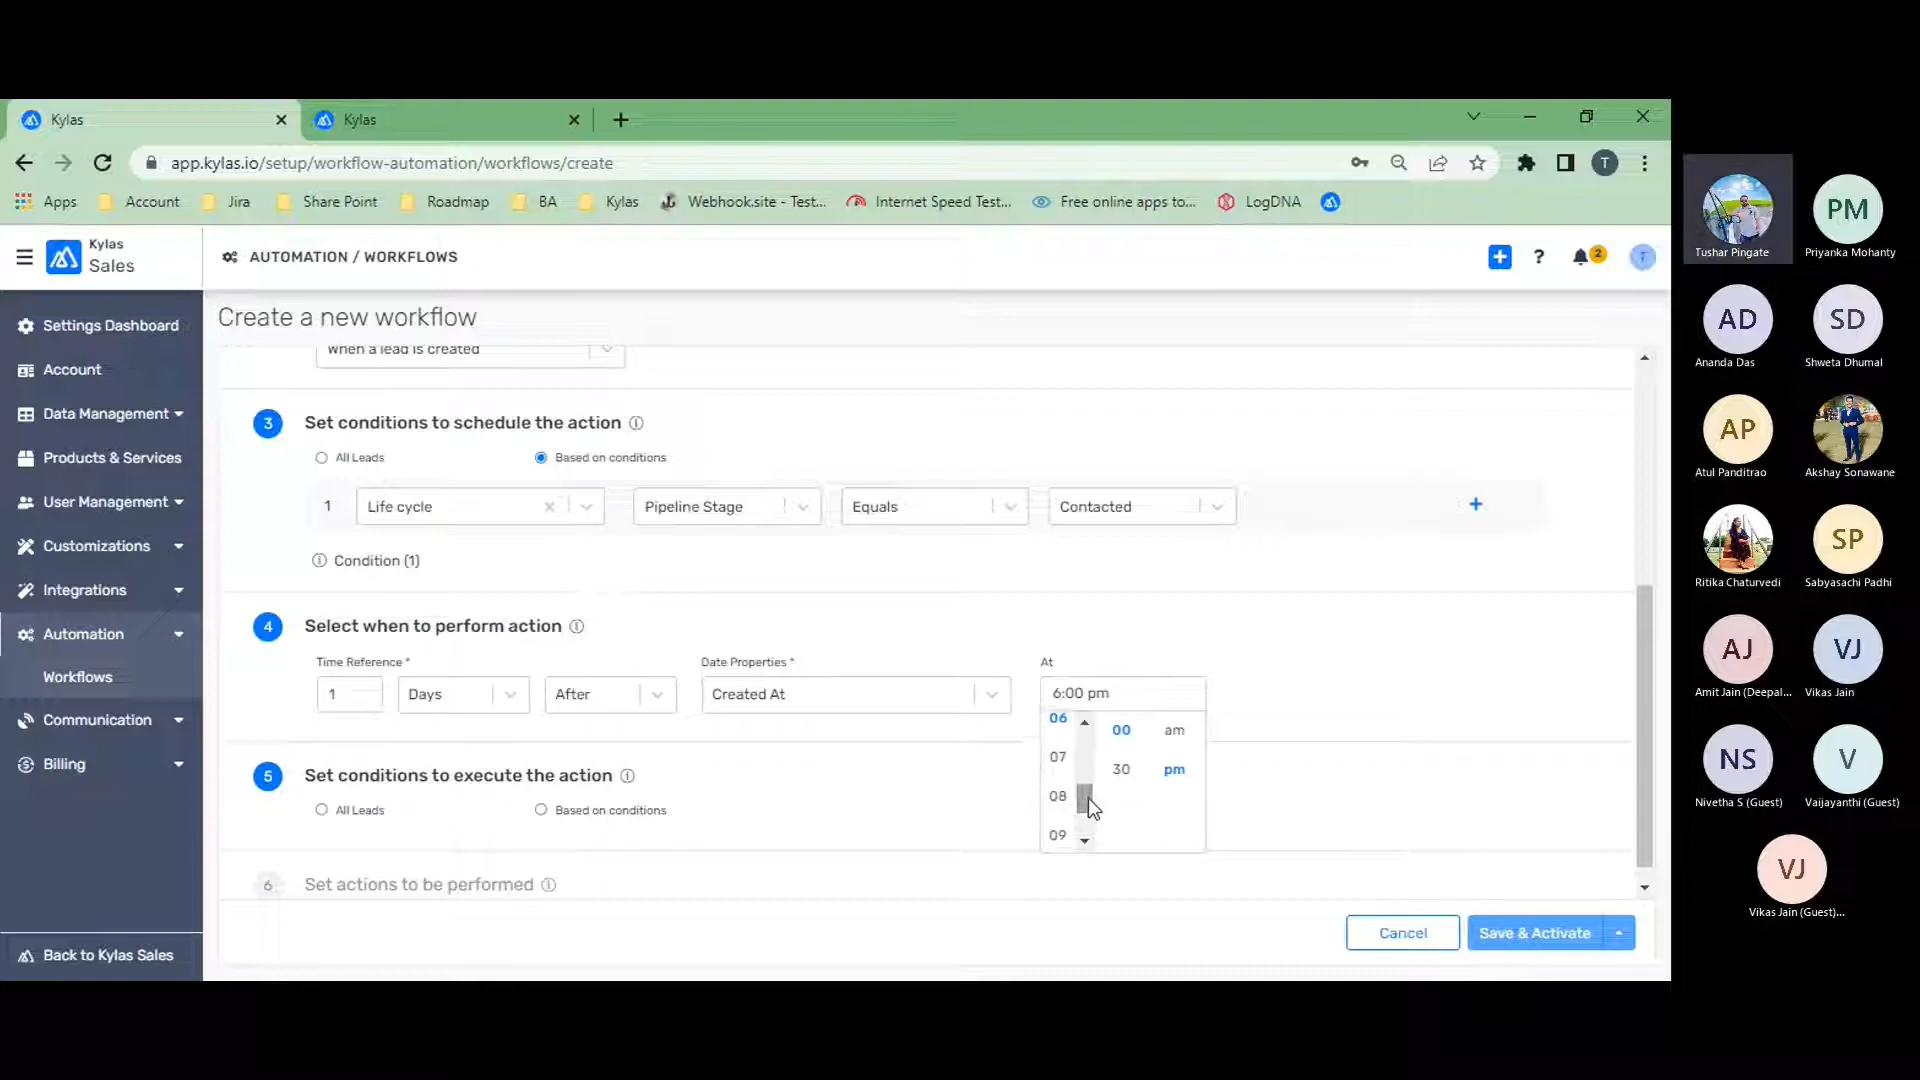 Kylas
Kylas
app.kylas.io/setup/workflow-automation/workflows/create
T
Apps
Account
Jira
Share Point
Roadmap
BA
Kylas
Webhook.site - Test...
Internet Speed Test...
Free online apps to...
LogDNA
Kylas
Sales
AUTOMATION / WORKFLOWS
?
2
T
Settings Dashboard
Account
Data Management
Products & Services
User Management
Customizations
Integrations
Automation
Workflows
Communication
Billing
Back to Kylas Sales
Create a new workflow
When a lead is created
3 Set conditions to schedule the action
All Leads Based on conditions
1 Life cycle Pipeline Stage Equals Contacted
Condition (1)
4 Select when to perform action
Time Reference * Date Properties * At
1 Days After Created At 6:00 pm
06 00 am
07 30 pm
08
09
5 Set conditions to execute the action
All Leads Based on conditions
6 Set actions to be performed
Cancel Save & Activate
Tushar Pingate
PM
Priyanka Mohanty
AD
Ananda Das
SD
Shweta Dhumal
AP
Atul Panditrao
Akshay Sonawane
Ritika Chaturvedi
SP
Sabyasachi Padhi
AJ
Amit Jain (Deepal...
VJ
Vikas Jain
NS
Nivetha S (Guest)
V
Vaijayanthi (Guest)
VJ
Vikas Jain (Guest)...